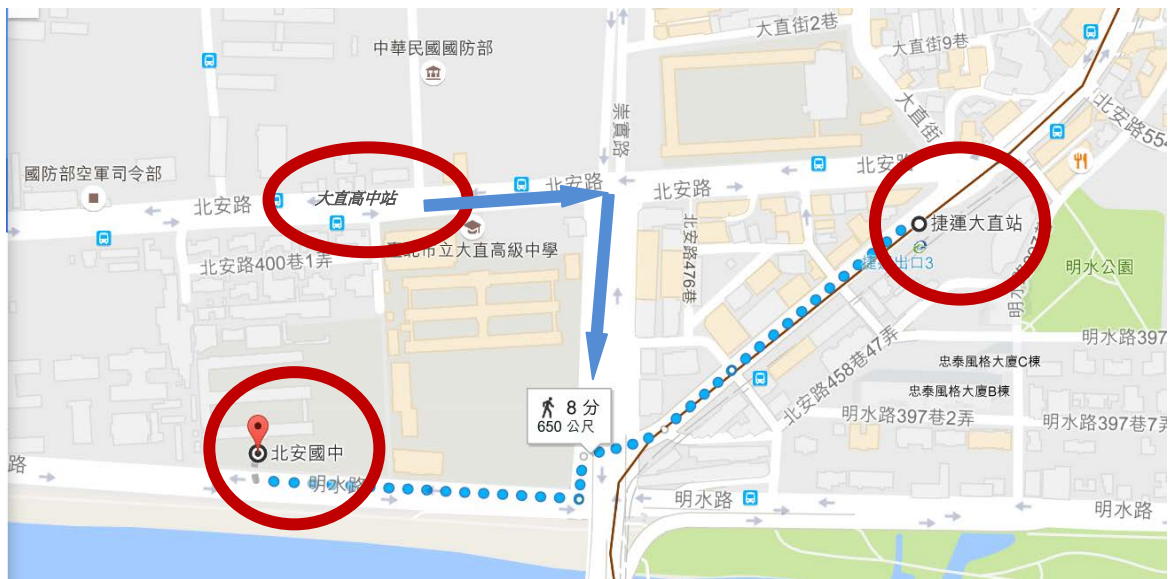 大直街2巷
大直街9巷
中華民國國防部
北安路554
崇實路
大直街
國防部空軍司令部
北安路
大直高中站
北安路
北安路
北安路
捷運大直站
臺北市立大直高級中學
北安路400巷1弄
北安路476巷
捷運出口3
明水公園
明水路397
忠泰風格大廈C棟
忠泰風格大廈B棟
北安路458巷47弄
8 分
650 公尺
明水路397巷2弄
明水路397巷7弄
北安國中
路
明水路
明水路
明水路